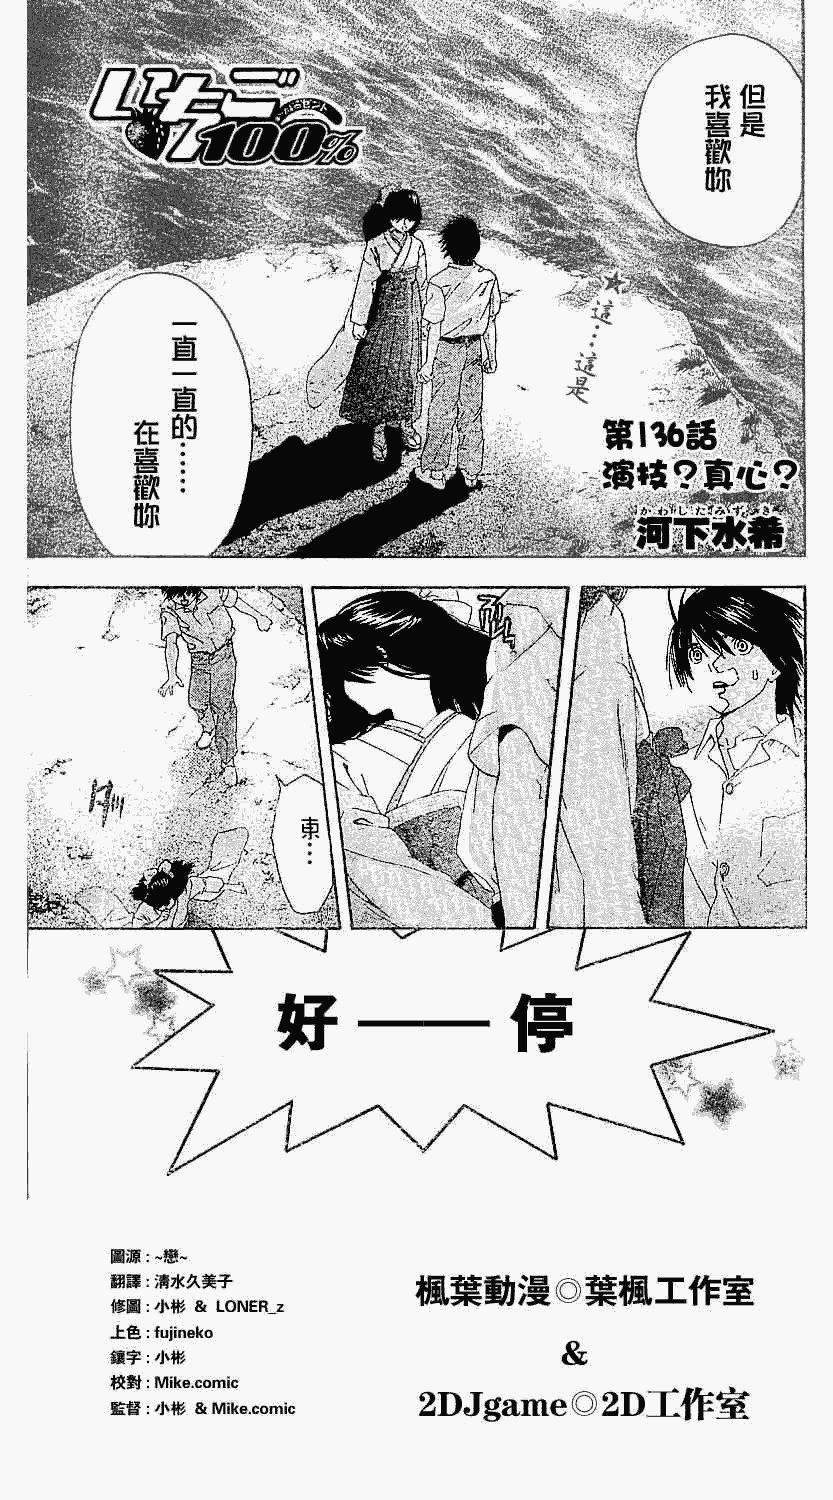 いちご
100%
但是
我喜歡妳
★這…這是
一直一直的……
在喜歡妳
第136話
演技？真心？
かわしたみずき
河下水希
東…
好——停
圖源 : ~戀~
翻譯 : 清水久美子
修圖 : 小彬 & LONER_z
上色 : fujineko
鑲字 : 小彬
校對 : Mike.comic
監督 : 小彬 & Mike.comic
楓葉動漫◎葉楓工作室
&
2DJgame◎2D工作室